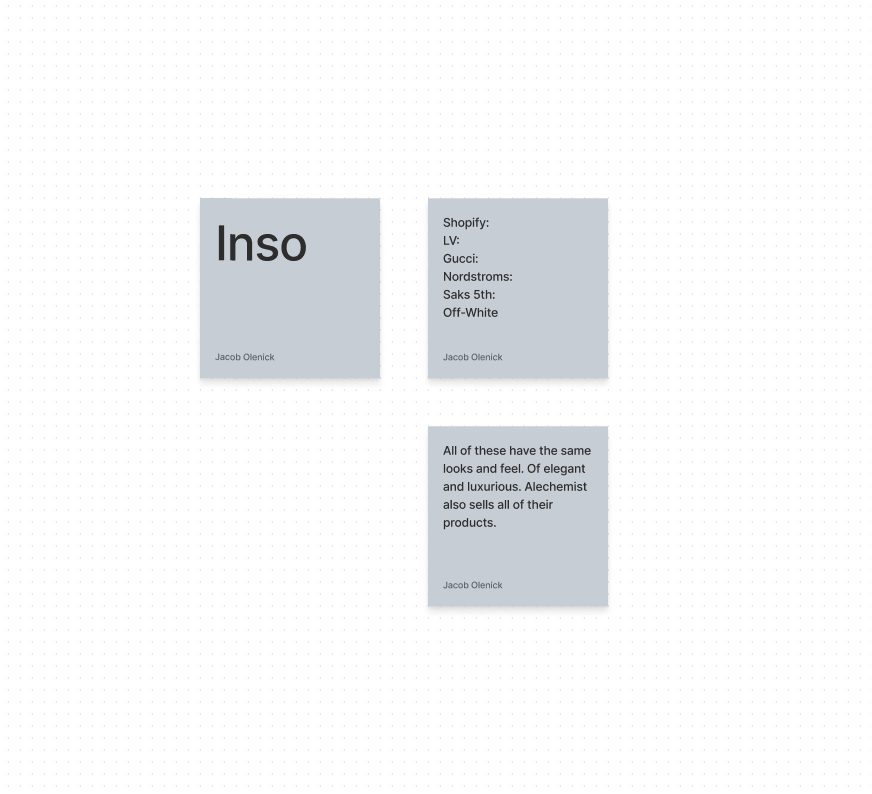 Inso
Jacob Olenick
Shopify:
LV:
Gucci:
Nordstroms:
Saks 5th:
Off-White
Jacob Olenick
All of these have the same
looks and feel. Of elegant
and luxurious. Alechemist
also sells all of their
products.
Jacob Olenick